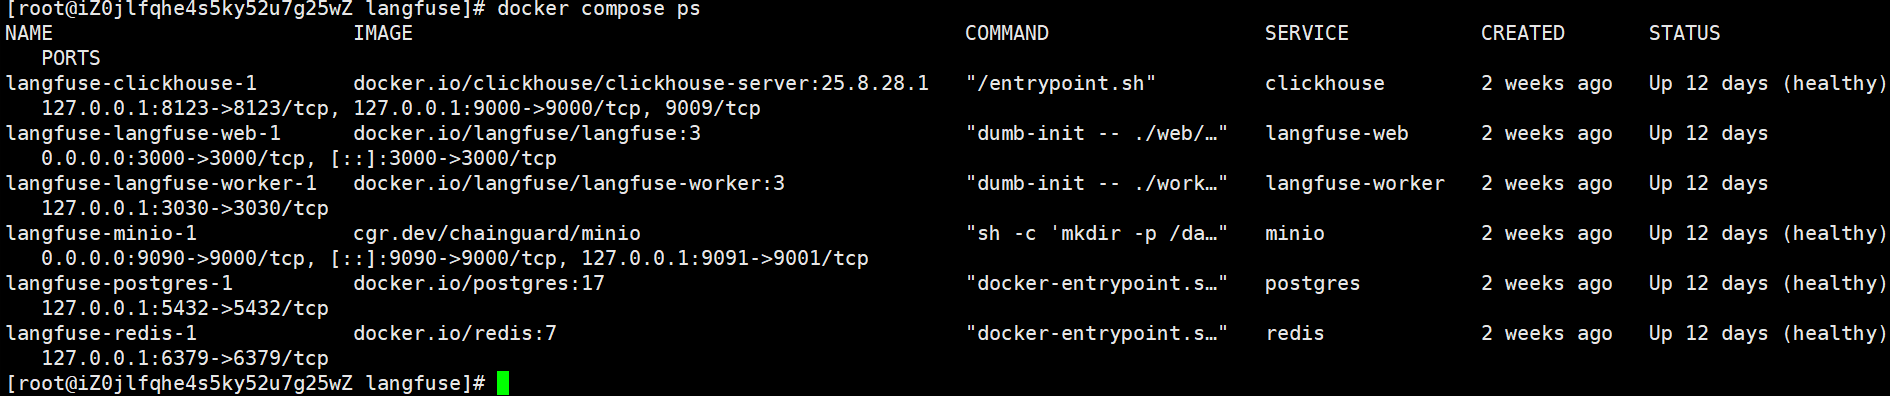 [root@iZ0jlfqhe4s5ky52u7g25wZ langfuse]# docker compose ps
NAME                         IMAGE                                              COMMAND                  SERVICE           CREATED       STATUS
   PORTS
langfuse-clickhouse-1        docker.io/clickhouse/clickhouse-server:25.8.28.1   "/entrypoint.sh"         clickhouse        2 weeks ago   Up 12 days (healthy)
   127.0.0.1:8123->8123/tcp, 127.0.0.1:9000->9000/tcp, 9009/tcp
langfuse-langfuse-web-1      docker.io/langfuse/langfuse:3                      "dumb-init -- ./web/…"   langfuse-web      2 weeks ago   Up 12 days
   0.0.0.0:3000->3000/tcp, [::]:3000->3000/tcp
langfuse-langfuse-worker-1   docker.io/langfuse/langfuse-worker:3               "dumb-init -- ./work…"   langfuse-worker   2 weeks ago   Up 12 days
   127.0.0.1:3030->3030/tcp
langfuse-minio-1             cgr.dev/chainguard/minio                           "sh -c 'mkdir -p /da…"   minio             2 weeks ago   Up 12 days (healthy)
   0.0.0.0:9090->9000/tcp, [::]:9090->9000/tcp, 127.0.0.1:9091->9001/tcp
langfuse-postgres-1          docker.io/postgres:17                              "docker-entrypoint.s…"   postgres          2 weeks ago   Up 12 days (healthy)
   127.0.0.1:5432->5432/tcp
langfuse-redis-1             docker.io/redis:7                                  "docker-entrypoint.s…"   redis             2 weeks ago   Up 12 days (healthy)
   127.0.0.1:6379->6379/tcp
[root@iZ0jlfqhe4s5ky52u7g25wZ langfuse]#